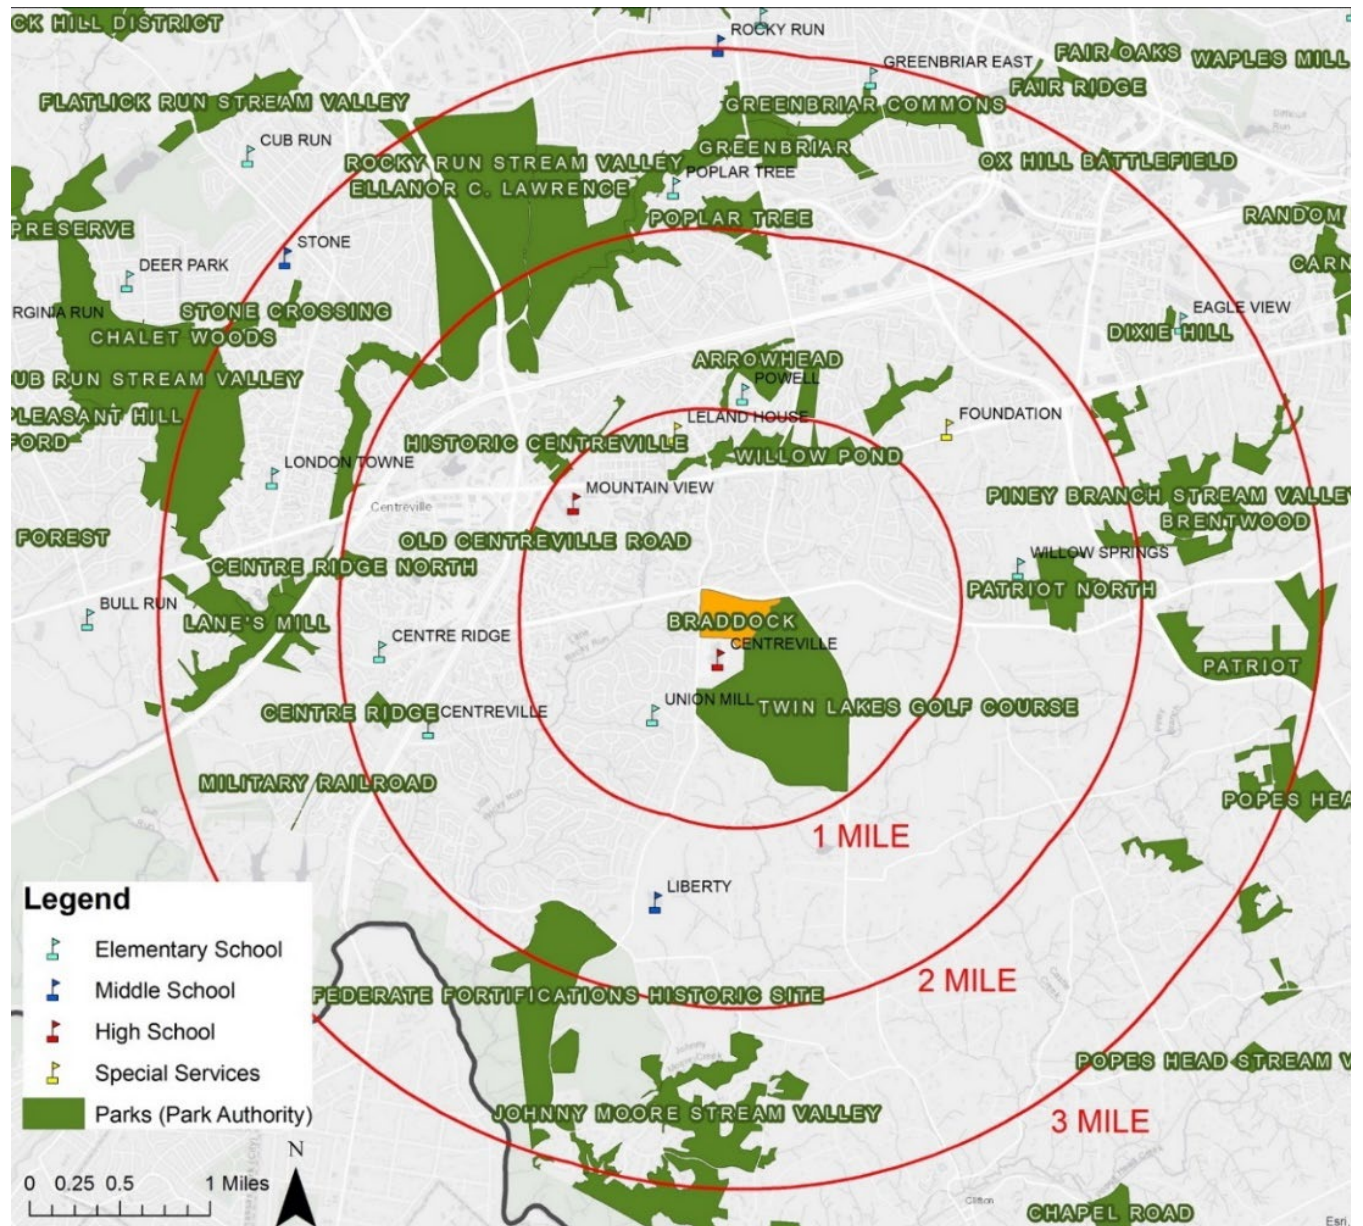 CK HILL DISTRICT
ROCKY RUN
FAIR OAKS
WAPLES MILL
GREENBRIAR EAST
FAIR RIDGE
FLATLICK RUN STREAM VALLEY
GREENBRIAR COMMONS
CUB RUN
GREENBRIAR
ROCKY RUN STREAM VALLEY
OX HILL BATTLEFIELD
ELLANOR C. LAWRENCE
POPLAR TREE
POPLAR TREE
RANDOM
PRESERVE
STONE
DEER PARK
CARN
RGINIA RUN
STONE CROSSING
EAGLE VIEW
CHALET WOODS
DIXIE HILL
ARROWHEAD
UB RUN STREAM VALLEY
POWELL
PLEASANT HILL
LELAND HOUSE
FOUNDATION
FORD
HISTORIC CENTREVILLE
WILLOW POND
LONDON TOWNE
MOUNTAIN VIEW
PINEY BRANCH STREAM VALLEY
Centreville
BRENTWOOD
FOREST
OLD CENTREVILLE ROAD
WILLOW SPRINGS
CENTRE RIDGE NORTH
PATRIOT NORTH
BULL RUN
LANE'S MILL
BRADDOCK
CENTRE RIDGE
CENTREVILLE
PATRIOT
UNION MILL
TWIN LAKES GOLF COURSE
CENTRE RIDGE
CENTREVILLE
MILITARY RAILROAD
POPES HEA
1 MILE
LIBERTY
Legend
Elementary School
Middle School
High School
Special Services
Parks (Park Authority)
2 MILE
FEDERATE FORTIFICATIONS HISTORIC SITE
POPES HEAD STREAM V
JOHNNY MOORE STREAM VALLEY
3 MILE
N
0 0.25 0.5 1 Miles
Clifton
CHAPEL ROAD
Esri